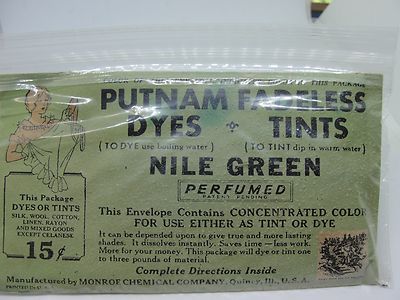 PUTNAM FADELESS
DYES • TINTS
(TO DYE use boiling water) (TO TINT dip in warm water)
NILE GREEN
PERFUMED
PATENT PENDING
This Package
DYES OR TINTS
SILK, WOOL, COTTON,
LINEN, RAYON
AND MIXED GOODS
EXCEPT CELANESE
15¢
This Envelope Contains CONCENTRATED COLOR
FOR USE EITHER AS TINT OR DYE
It can be depended upon to give true and more lasting
shades. It dissolves instantly. Saves time — less work.
More for your money. This package will dye or tint one
to three pounds of material.
Complete Directions Inside
Manufactured by MONROE CHEMICAL COMPANY, Quincy, Ill., U.S.A.
PRINTED IN U.S.A.